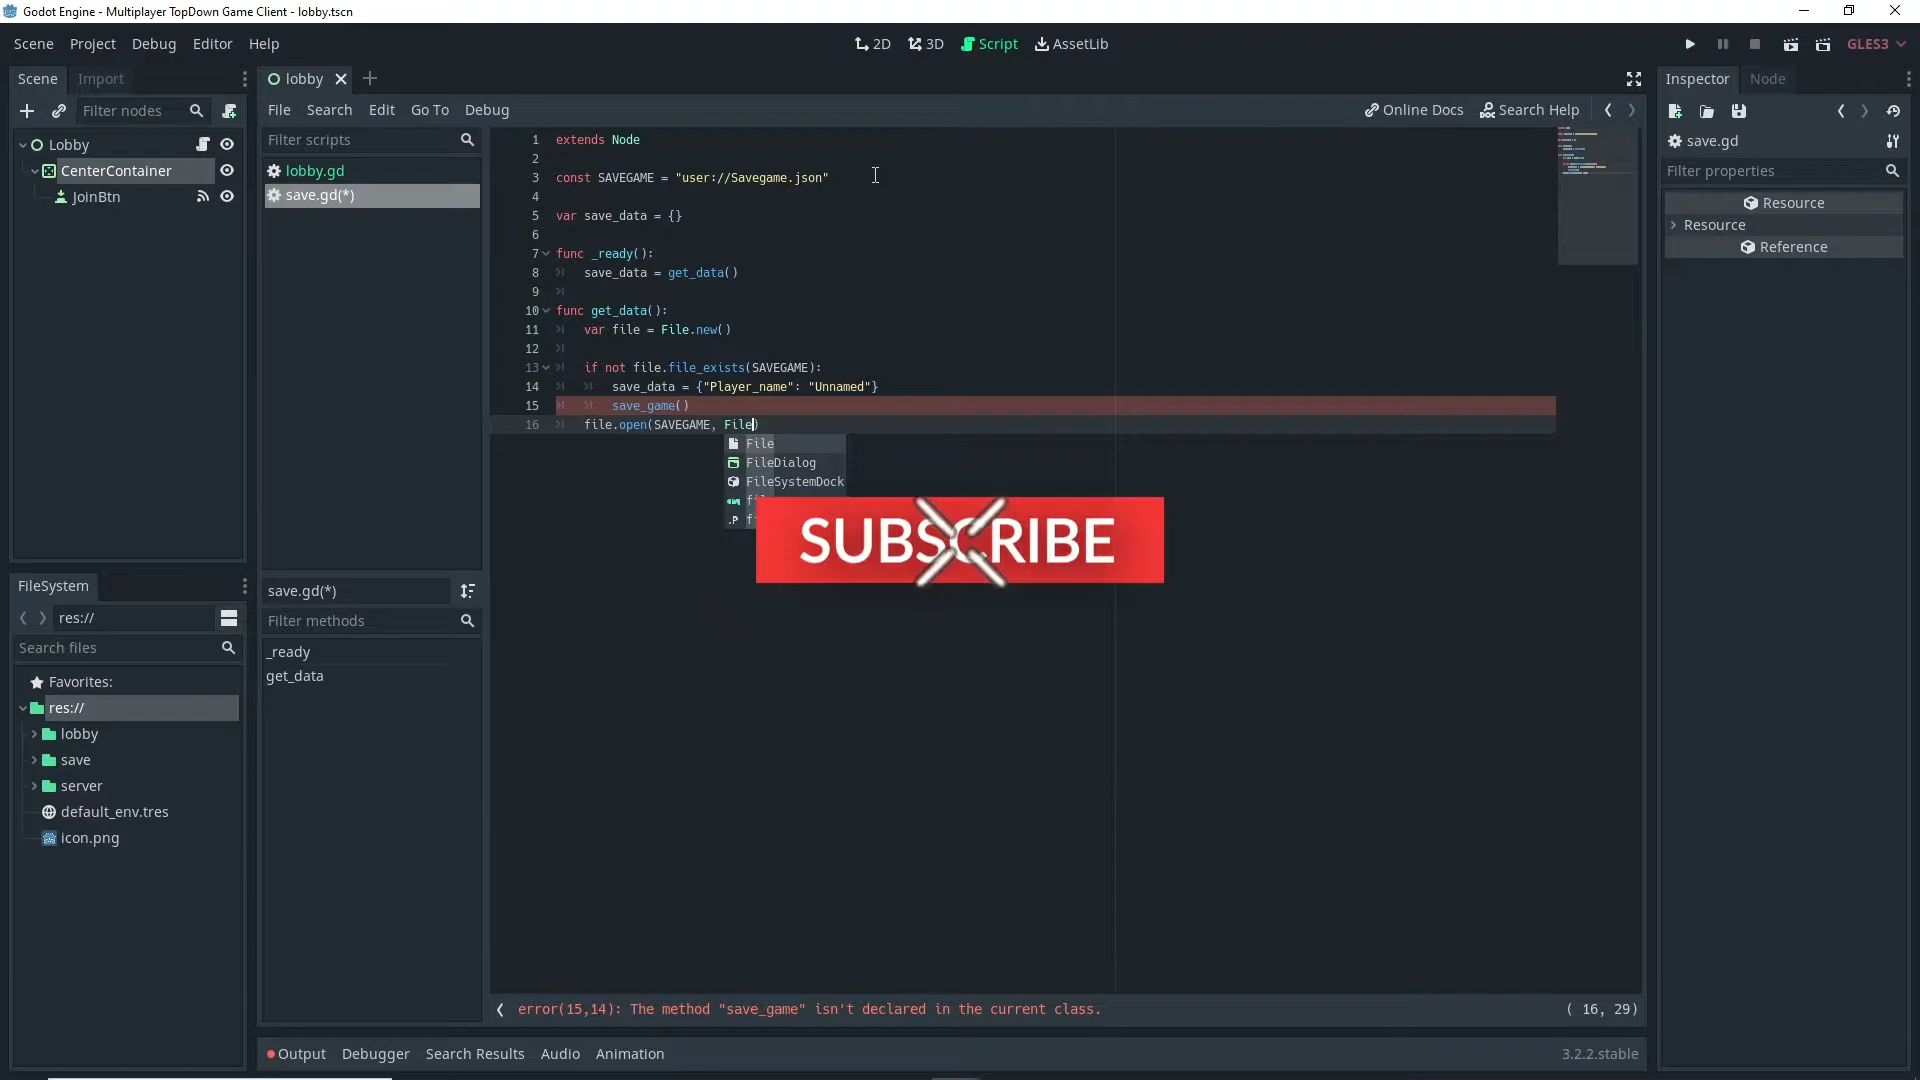 Godot Engine - Multiplayer TopDown Game Client - lobby.tscn
Scene Project Debug Editor Help
2D 3D Script AssetLib
GLES3
Scene Import
Filter nodes
Lobby
CenterContainer
JoinBtn
lobby
File Search Edit Go To Debug
Online Docs Search Help
Filter scripts
lobby.gd
save.gd(*)
save.gd(*)
Filter methods
_ready
get_data
1 extends Node
2
3 const SAVEGAME = "user://Savegame.json"
4
5 var save_data = {}
6
7 func _ready():
8 save_data = get_data()
9
10 func get_data():
11 var file = File.new()
12
13 if not file.file_exists(SAVEGAME):
14 save_data = {"Player_name": "Unnamed"}
15 save_game()
16 file.open(SAVEGAME, File)
File
FileDialog
FileSystemDock
SUBSCRIBE
error(15,14): The method "save_game" isn't declared in the current class.
( 16, 29)
Output Debugger Search Results Audio Animation
3.2.2.stable
FileSystem
res://
Search files
Favorites:
res://
lobby
save
server
default_env.tres
icon.png
Inspector Node
save.gd
Filter properties
Resource
Resource
Reference